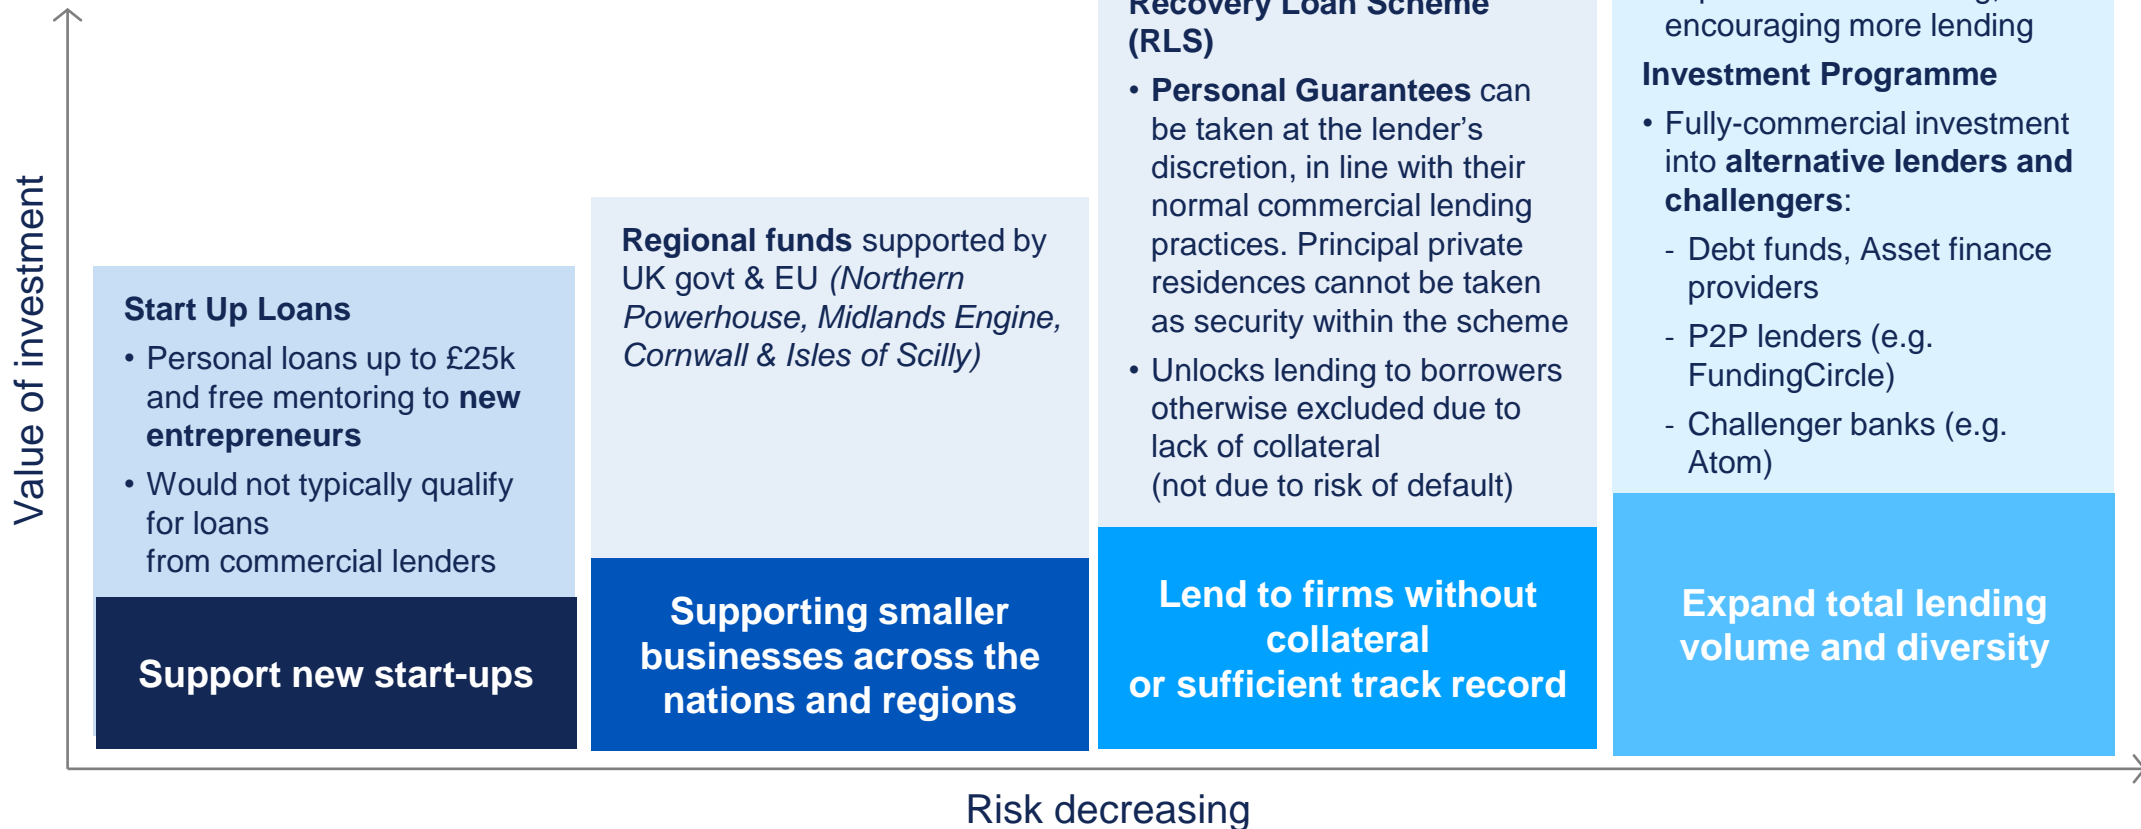 Value of investment
Start Up Loans
• Personal loans up to £25k
and free mentoring to new
entrepreneurs
• Would not typically qualify
for loans
from commercial lenders
Support new start-ups
Regional funds supported by
UK govt & EU (Northern
Powerhouse, Midlands Engine,
Cornwall & Isles of Scilly)
Supporting smaller
businesses across the
nations and regions
Recovery Loan Scheme
(RLS)
• Personal Guarantees can
be taken at the lender’s
discretion, in line with their
normal commercial lending
practices. Principal private
residences cannot be taken
as security within the scheme
• Unlocks lending to borrowers
otherwise excluded due to
lack of collateral
(not due to risk of default)
Lend to firms without
collateral
or sufficient track record
encouraging more lending
Investment Programme
• Fully-commercial investment
into alternative lenders and
challengers:
- Debt funds, Asset finance
providers
- P2P lenders (e.g.
FundingCircle)
- Challenger banks (e.g.
Atom)
Expand total lending
volume and diversity
Risk decreasing